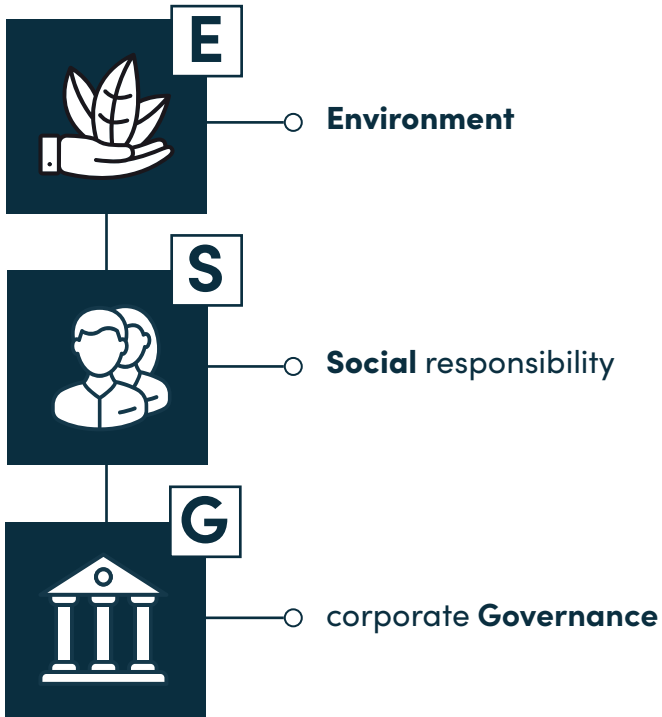 E
Environment
S
Social responsibility
G
corporate Governance